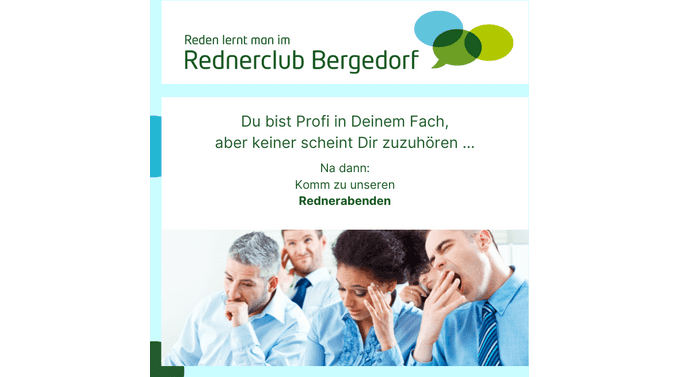 Reden lernt man im
Rednerclub Bergedorf
Du bist Profi in Deinem Fach,
aber keiner scheint Dir zuzuhören ...
Na dann:
Komm zu unseren
Rednerabenden